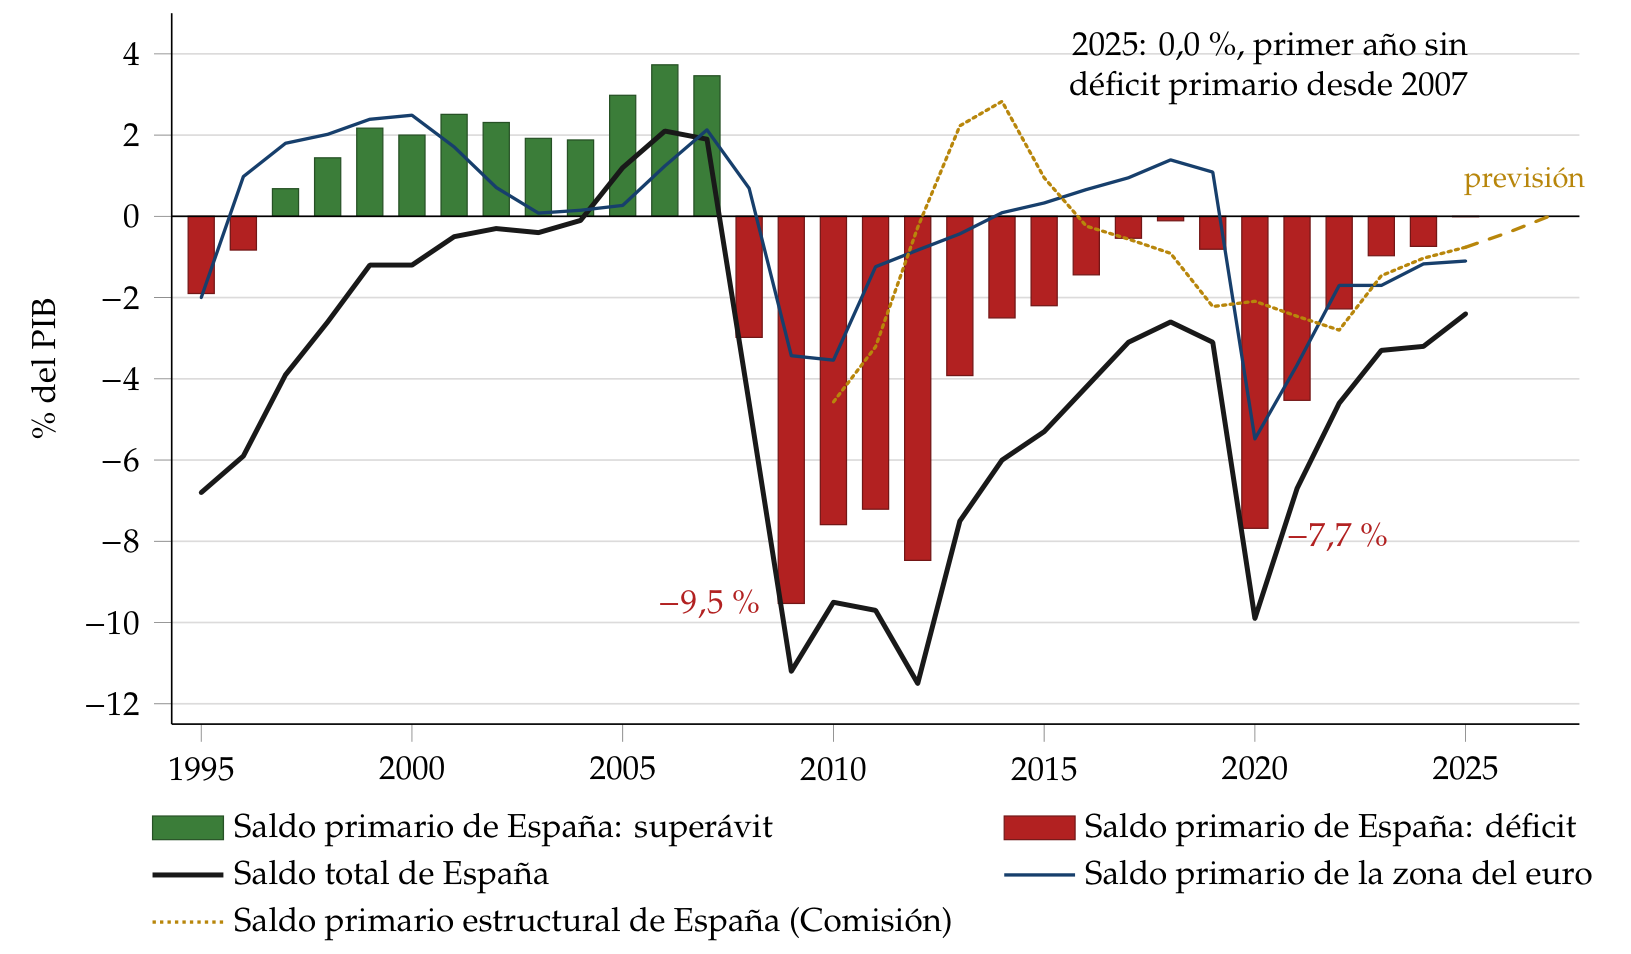 2025: 0,0 %, primer año sin
déficit primario desde 2007
previsión
% del PIB
4
2
0
−2
−4
−6
−8
−10
−12
−9,5 %
−7,7 %
1995 2000 2005 2010 2015 2020 2025
Saldo primario de España: superávit
Saldo primario de España: déficit
Saldo total de España
Saldo primario de la zona del euro
Saldo primario estructural de España (Comisión)